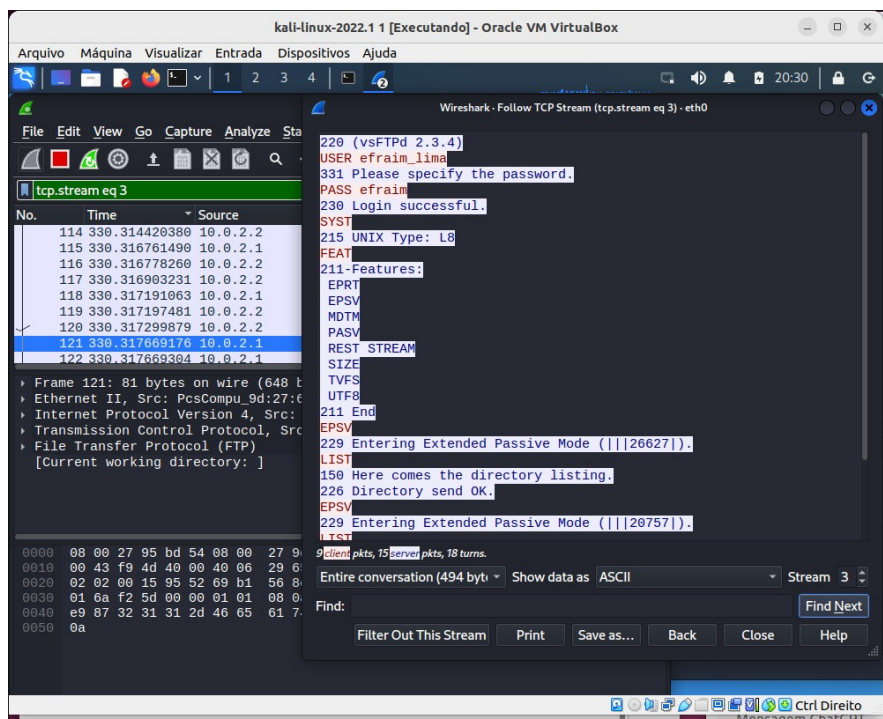 kali-linux-2022.1 1 [Executando] - Oracle VM VirtualBox
Arquivo Máquina Visualizar Entrada Dispositivos Ajuda
1 2 3 4 2 20:30
Wireshark · Follow TCP Stream (tcp.stream eq 3) · eth0
File Edit View Go Capture Analyze Sta
tcp.stream eq 3
No. Time Source
114 330.314420380 10.0.2.2
115 330.316761490 10.0.2.1
116 330.316778260 10.0.2.2
117 330.316903231 10.0.2.2
118 330.317191063 10.0.2.1
119 330.317197481 10.0.2.2
120 330.317299879 10.0.2.2
121 330.317669176 10.0.2.1
122 330.317669304 10.0.2.1
Frame 121: 81 bytes on wire (648 b
Ethernet II, Src: PcsCompu_9d:27:6
Internet Protocol Version 4, Src:
Transmission Control Protocol, Src
File Transfer Protocol (FTP)
[Current working directory: ]
0000 08 00 27 95 bd 54 08 00 27 9
0010 00 43 f9 4d 40 00 40 06 29 6
0020 02 02 00 15 95 52 69 b1 56 8
0030 01 6a f2 5d 00 00 01 01 08 0
0040 e9 87 32 31 31 2d 46 65 61 7
0050 0a
220 (vsFTPd 2.3.4)
USER efraim_lima
331 Please specify the password.
PASS efraim
230 Login successful.
SYST
215 UNIX Type: L8
FEAT
211-Features:
EPRT
EPSV
MDTM
PASV
REST STREAM
SIZE
TVFS
UTF8
211 End
EPSV
229 Entering Extended Passive Mode (|||26627|).
LIST
150 Here comes the directory listing.
226 Directory send OK.
EPSV
229 Entering Extended Passive Mode (|||20757|).
LIST
9 client pkts, 15 server pkts, 18 turns.
Entire conversation (494 byt Show data as ASCII Stream 3
Find: Find Next
Filter Out This Stream Print Save as... Back Close Help
Ctrl Direito
Mensagem ChatGPT